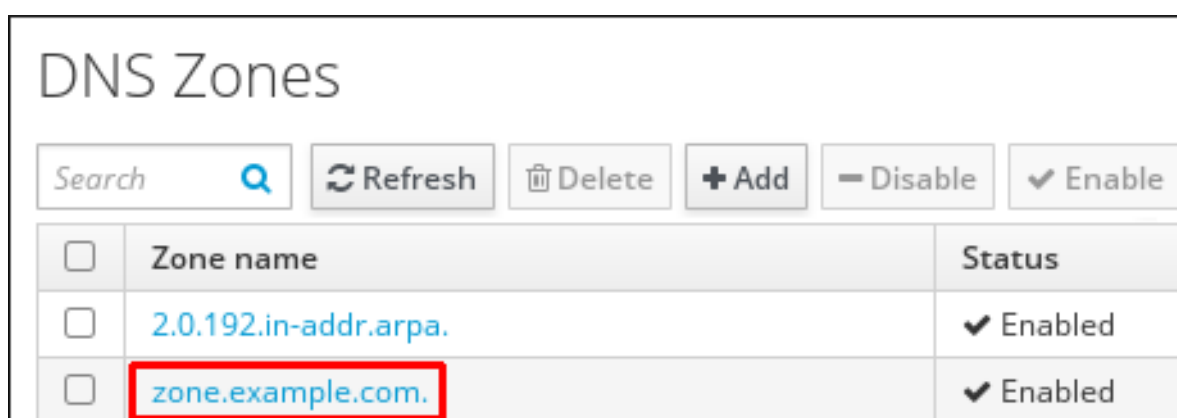 DNS Zones
Search Refresh Delete Add Disable Enable
Zone name Status
2.0.192.in-addr.arpa. Enabled
zone.example.com. Enabled